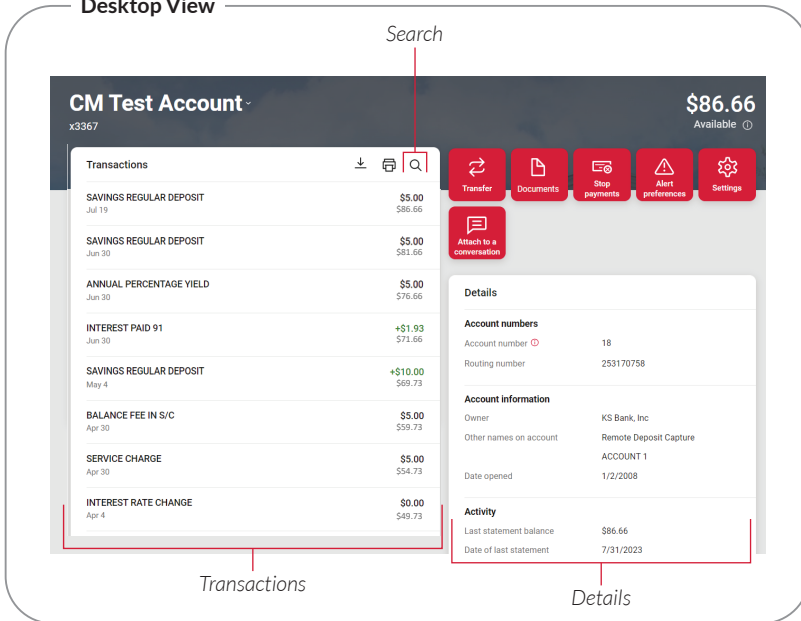 Desktop View
Search
CM Test Account
x3367
$86.66
Available
Transactions
SAVINGS REGULAR DEPOSIT $5.00
Jul 19 $86.66
SAVINGS REGULAR DEPOSIT $5.00
Jun 30 $81.66
ANNUAL PERCENTAGE YIELD $5.00
Jun 30 $76.66
INTEREST PAID 91 +$1.93
Jun 30 $71.66
SAVINGS REGULAR DEPOSIT +$10.00
May 4 $69.73
BALANCE FEE IN S/C $5.00
Apr 30 $59.73
SERVICE CHARGE $5.00
Apr 30 $54.73
INTEREST RATE CHANGE $0.00
Apr 4 $49.73
Transfer
Documents
Stop
payments
Alert
preferences
Settings
Attach to a
conversation
Details
Account numbers
Account number 18
Routing number 253170758
Account information
Owner KS Bank, Inc
Other names on account Remote Deposit Capture
ACCOUNT 1
Date opened 1/2/2008
Activity
Last statement balance $86.66
Date of last statement 7/31/2023
Transactions
Details